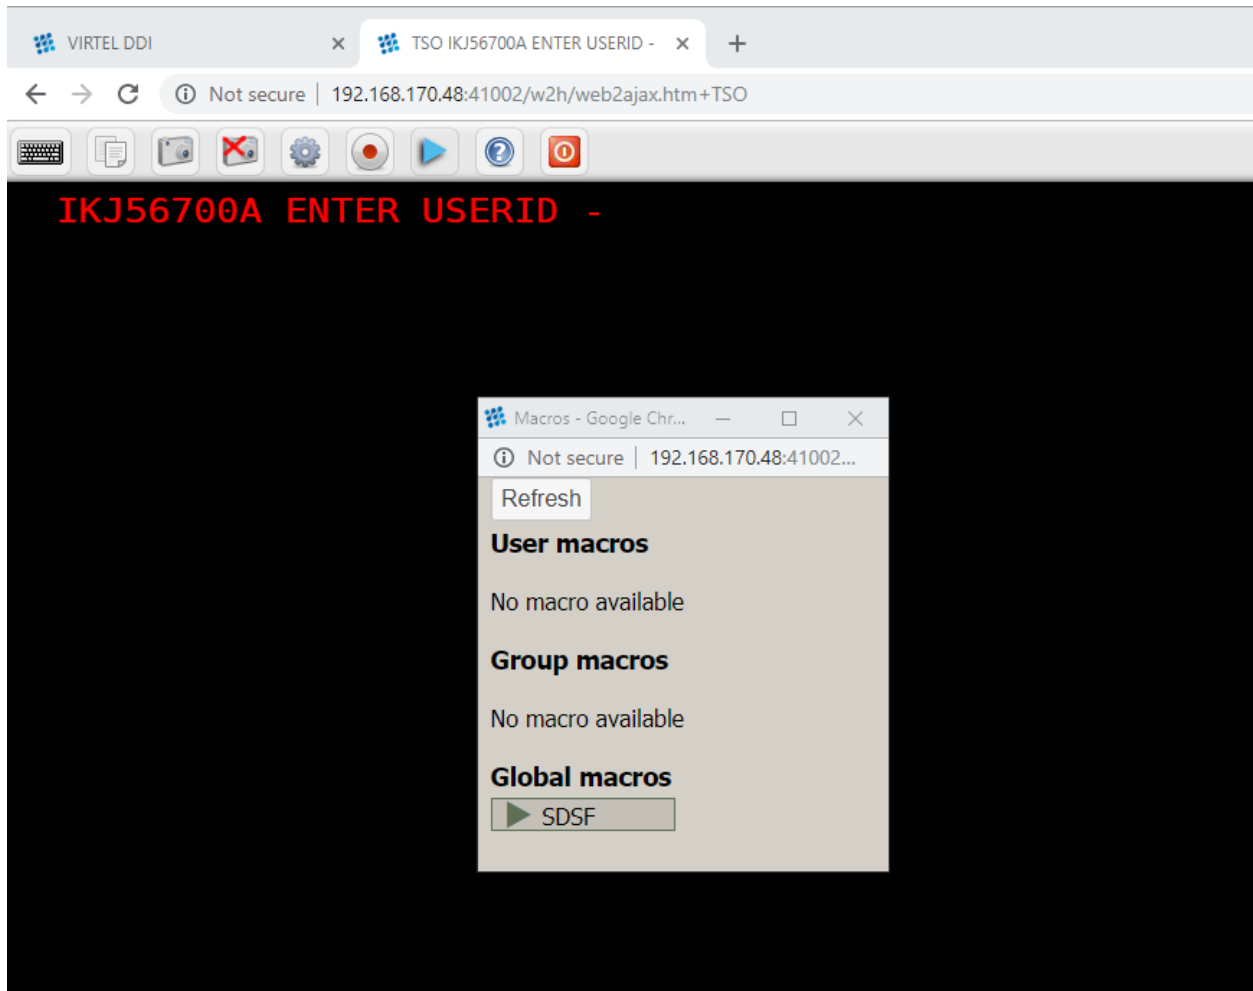 VIRTEL DDI
TSO IKJ56700A ENTER USERID -
Not secure | 192.168.170.48:41002/w2h/web2ajax.htm+TSO
IKJ56700A ENTER USERID -
Macros - Google Chr...
Not secure | 192.168.170.48:41002...
Refresh
User macros
No macro available
Group macros
No macro available
Global macros
SDSF